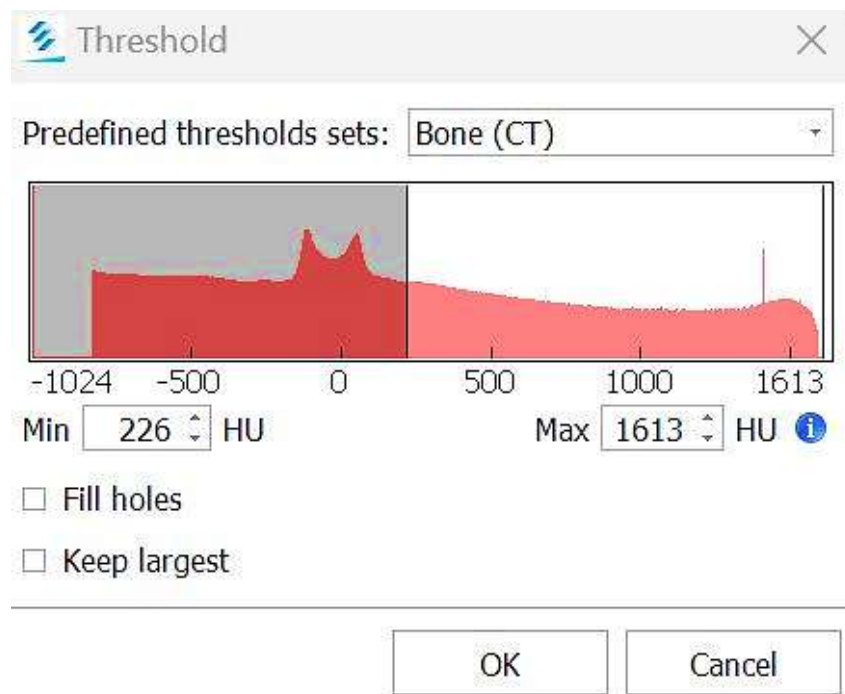 Threshold
Predefined thresholds sets: Bone (CT)
-1024 -500 0 500 1000 1613
Min 226 HU Max 1613 HU i
Fill holes
Keep largest
OK Cancel